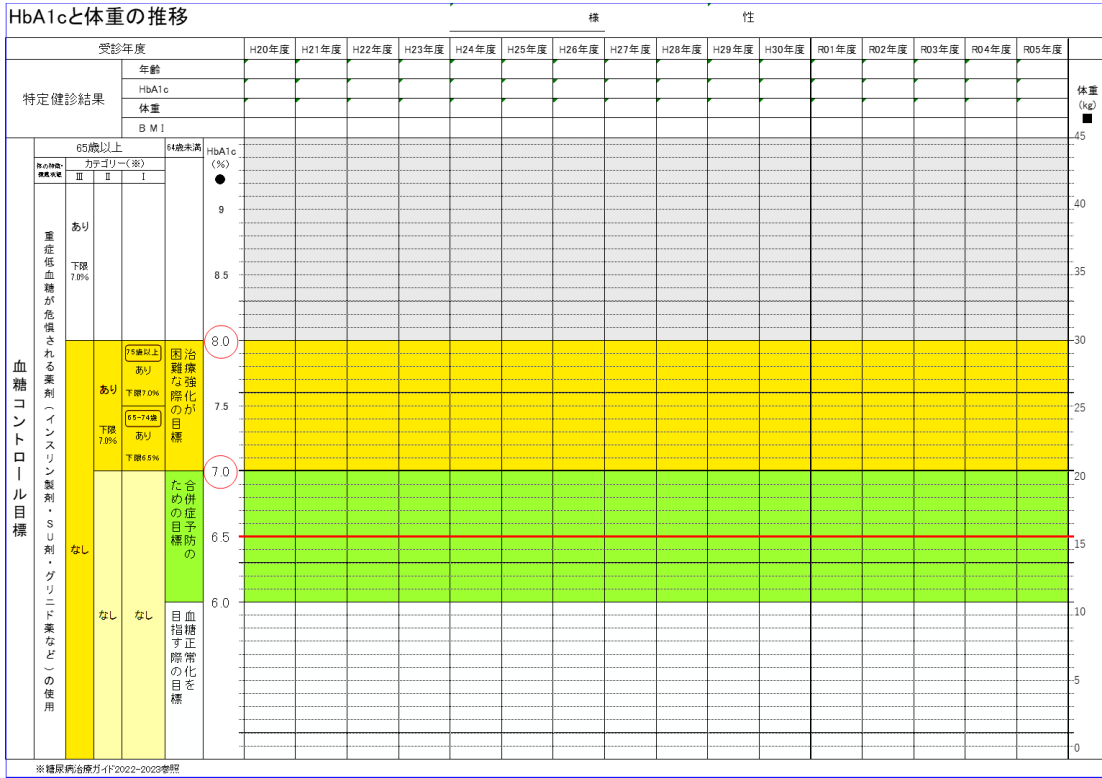 HbA1cと体重の推移
様 性
受診年度 H20年度 H21年度 H22年度 H23年度 H24年度 H25年度 H26年度 H27年度 H28年度 H29年度 H30年度 R01年度 R02年度 R03年度 R04年度 R05年度
特定健診結果
年齢
HbA1c
体重
BMI
体重
(kg)
■
65歳以上 64歳未満 HbA1c
(%)
●
体の特徴・
健康状態
カテゴリー(※)
Ⅲ Ⅱ Ⅰ
血糖コントロール目標
重症低血糖が危惧される薬剤(インスリン製剤・SU剤・グリニド薬など)の使用
あり
下限
7.0%
なし
あり
下限
7.0%
なし
75歳以上
あり
下限7.0%
65-74歳
あり
下限6.5%
なし
治療強化が
困難な際の目標
合併症予防の
ための目標
血糖正常化を
目指す際の目標
9
8.5
8.0
7.5
7.0
6.5
6.0
45
40
35
30
25
20
15
10
5
0
※糖尿病治療ガイド2022-2023参照